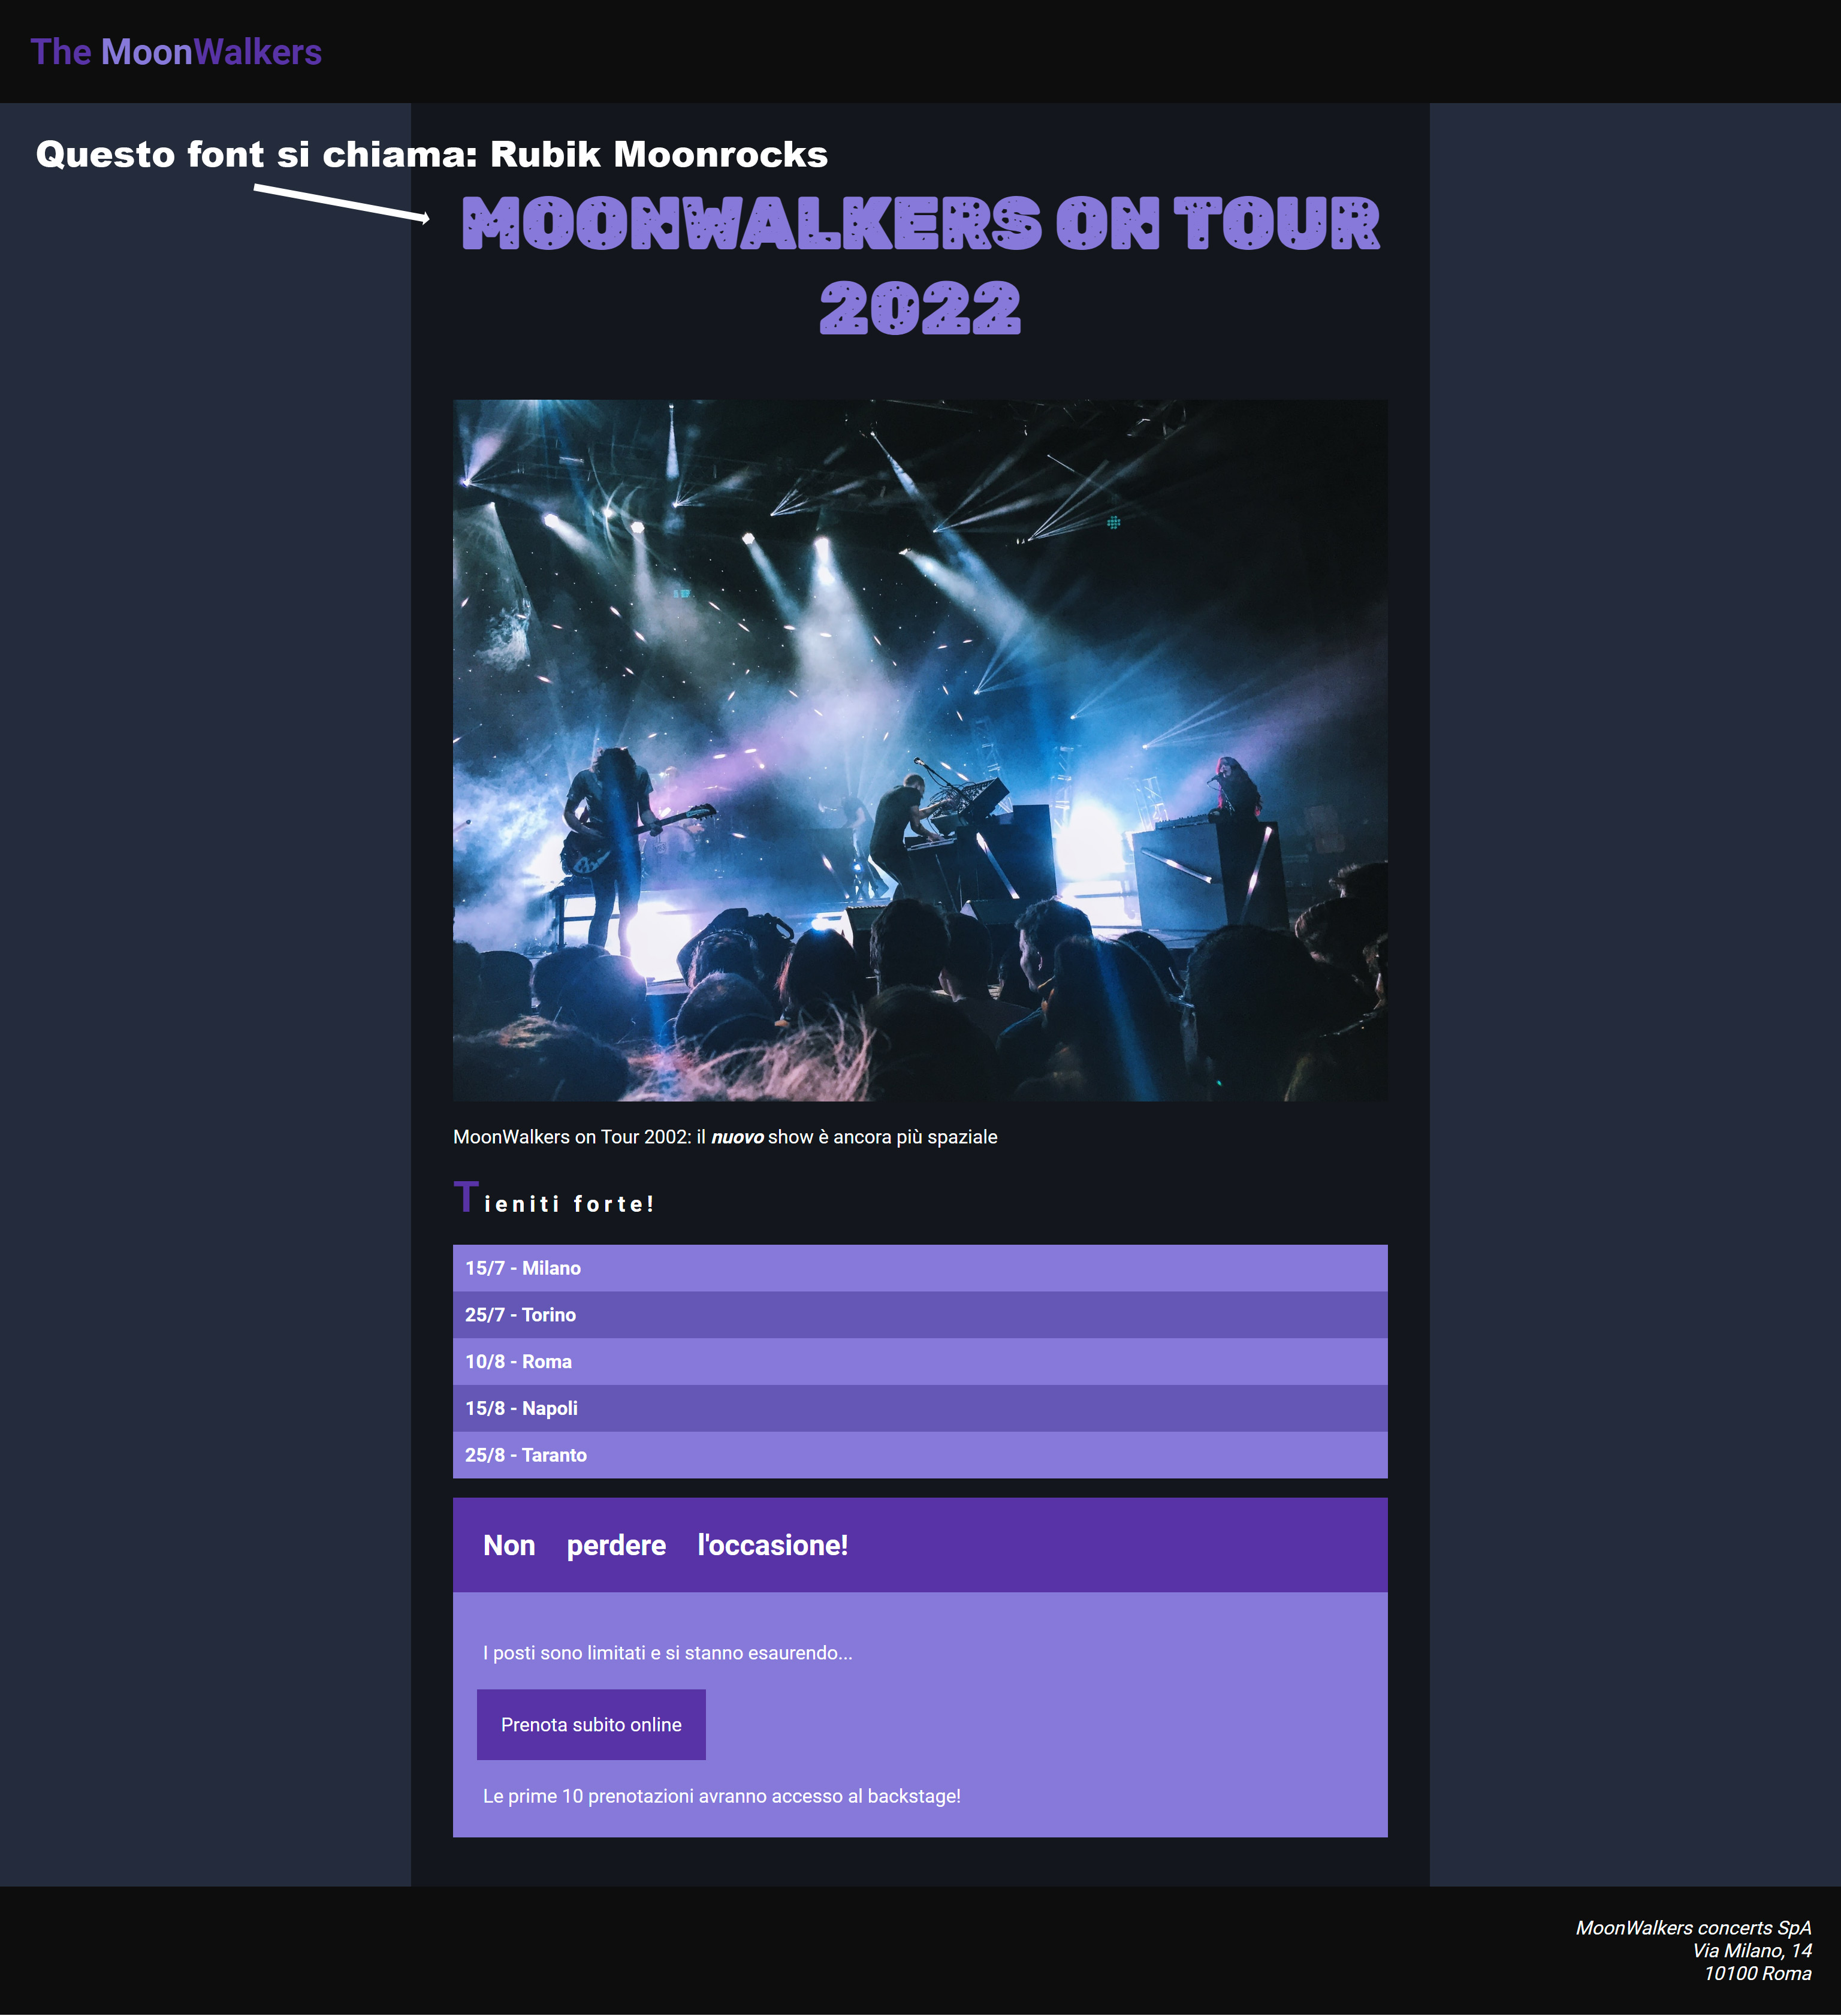 The MoonWalkers
Questo font si chiama: Rubik Moonrocks
MOONWALKERS ON TOUR
2022
MoonWalkers on Tour 2002: il nuovo show è ancora più spaziale
Tieniti forte!
15/7 - Milano
25/7 - Torino
10/8 - Roma
15/8 - Napoli
25/8 - Taranto
Non perdere l'occasione!
I posti sono limitati e si stanno esaurendo...
Prenota subito online
Le prime 10 prenotazioni avranno accesso al backstage!
MoonWalkers concerts SpA
Via Milano, 14
10100 Roma